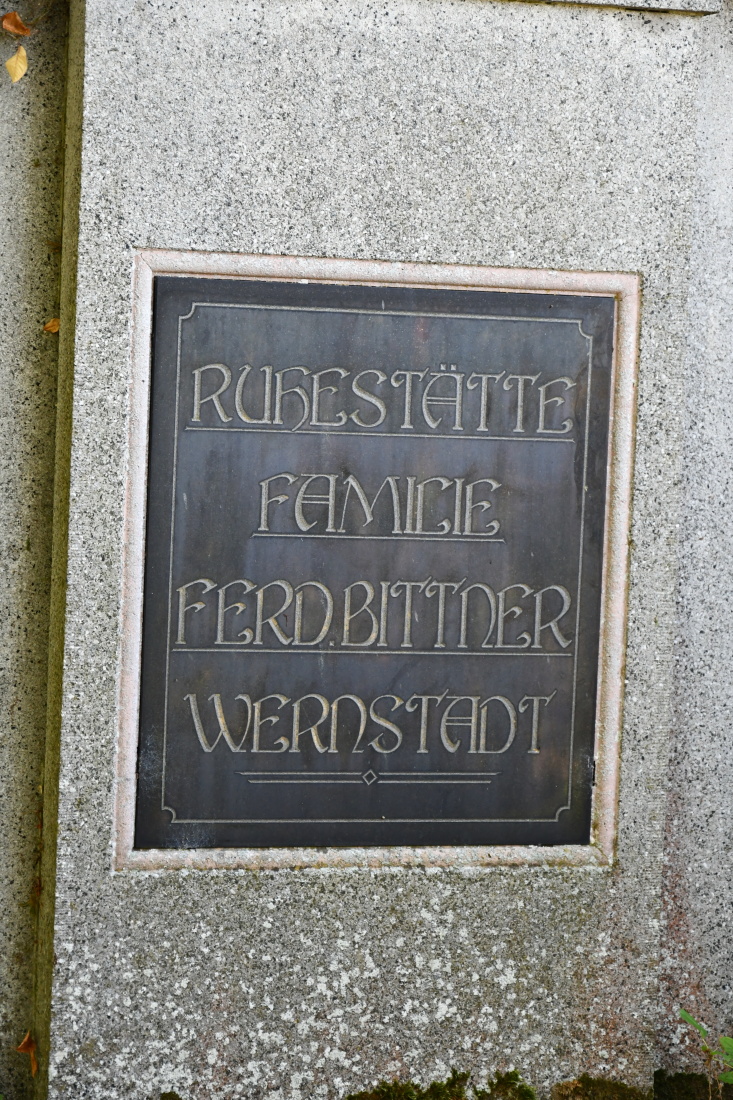 RUHESTÄTTE
FAMILIE
FERD. BITTNER
WERNSTADT